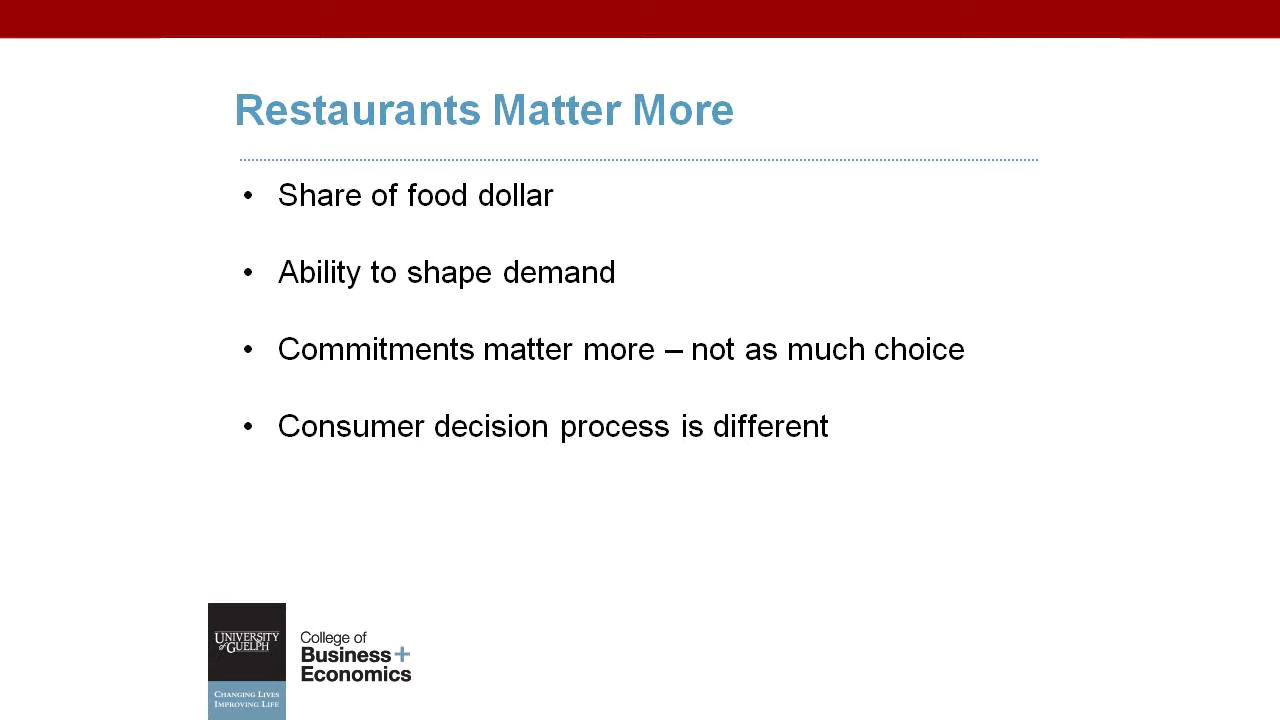 Restaurants Matter More
• Share of food dollar
• Ability to shape demand
• Commitments matter more – not as much choice
• Consumer decision process is different
UNIVERSITY
of GUELPH
CHANGING LIVES
IMPROVING LIFE
College of
Business+
Economics